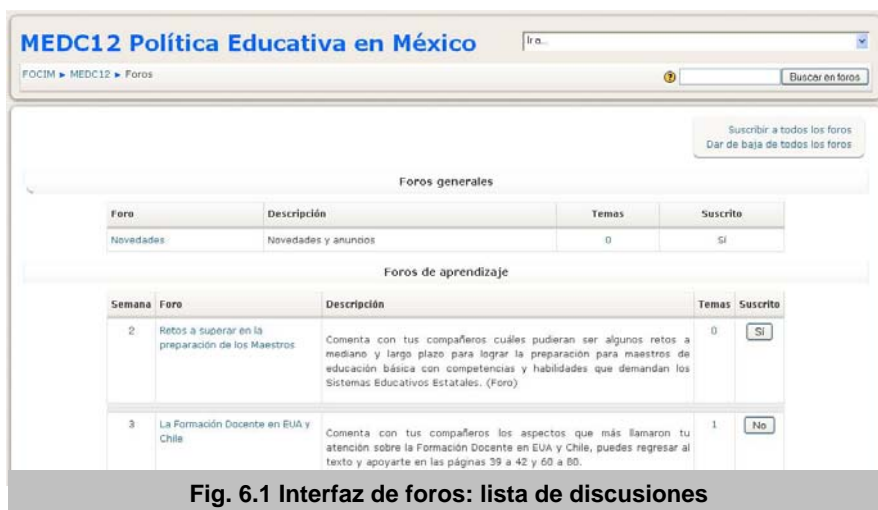 MEDC12 Política Educativa en México
Ir a...
FOCIM ► MEDC12 ► Foros
Buscar en foros
Suscribir a todos los foros
Dar de baja de todos los foros
Foros generales
Foro Descripción Temas Suscrito
Novedades Novedades y anuncios 0 Sí
Foros de aprendizaje
Semana Foro Descripción Temas Suscrito
2 Retos a superar en la preparación de los Maestros
Comenta con tus compañeros cuáles pudieran ser algunos retos a
mediano y largo plazo para lograr la preparación para maestros de
educación básica con competencias y habilidades que demandan los
Sistemas Educativos Estatales. (Foro)
0 Sí
3 La Formación Docente en EUA y Chile
Comenta con tus compañeros los aspectos que más llamaron tu
atención sobre la Formación Docente en EUA y Chile, puedes regresar al
texto y apoyarte en las páginas 39 a 42 y 60 a 80.
1 No
Fig. 6.1 Interfaz de foros: lista de discusiones